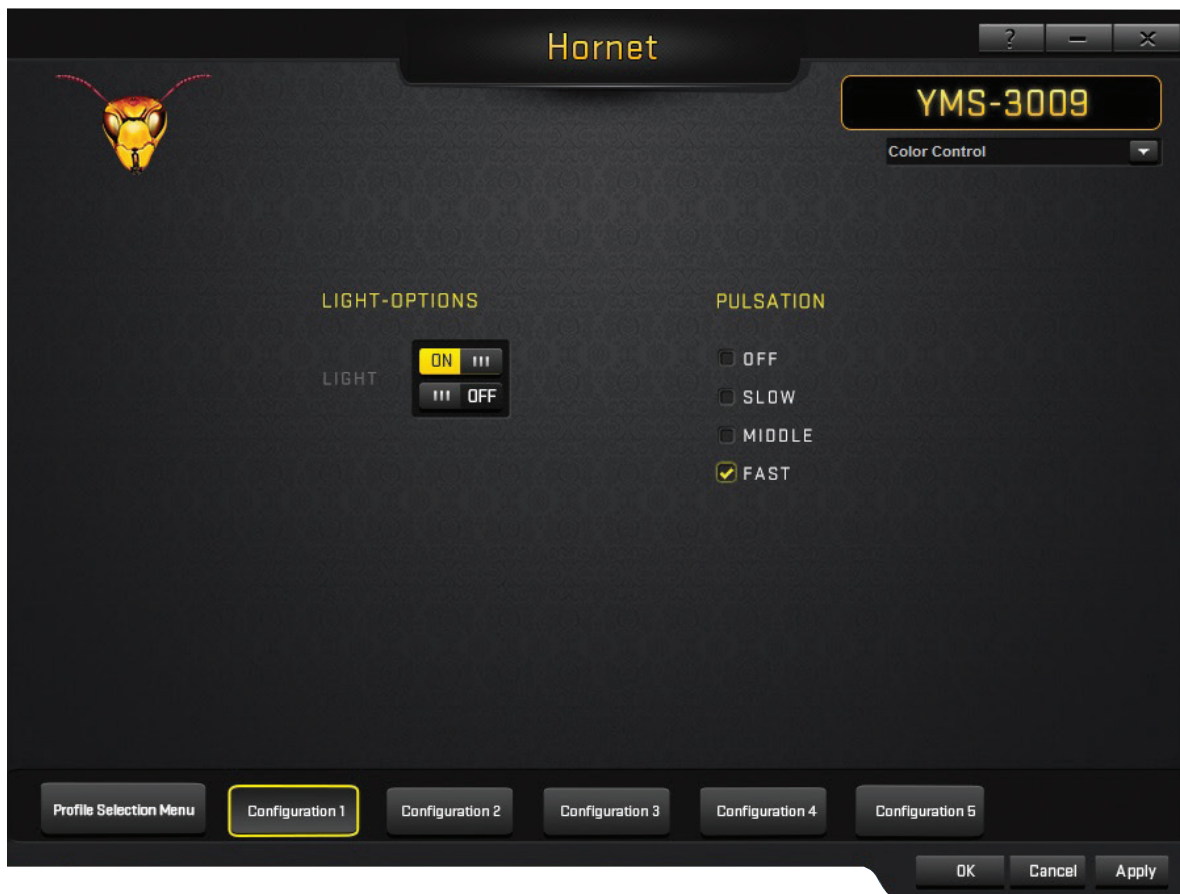 Hornet
?
YMS-3009
Color Control
LIGHT-OPTIONS
LIGHT
ON
OFF
PULSATION
OFF
SLOW
MIDDLE
FAST
Profile Selection Menu
Configuration 1
Configuration 2
Configuration 3
Configuration 4
Configuration 5
OK
Cancel
Apply